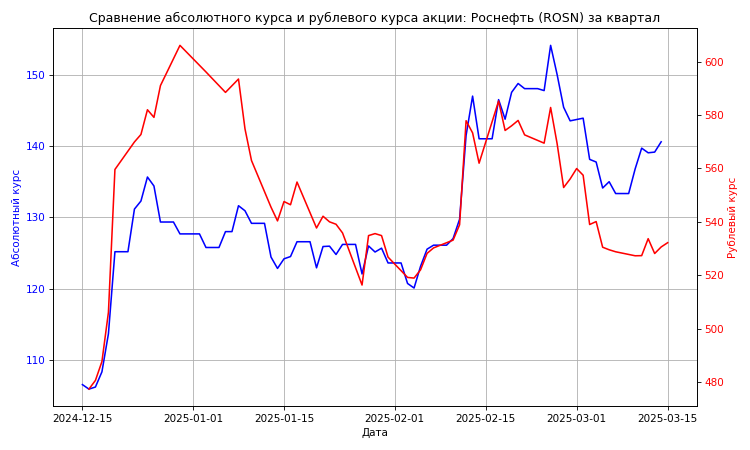 Сравнение абсолютного курса и рублевого курса акции: Роснефть (ROSN) за квартал
Абсолютный курс
150
140
130
120
110
600
580
560
540
520
500
480
Рублевый курс
2024-12-15 2025-01-01 2025-01-15 2025-02-01 2025-02-15 2025-03-01 2025-03-15
Дата